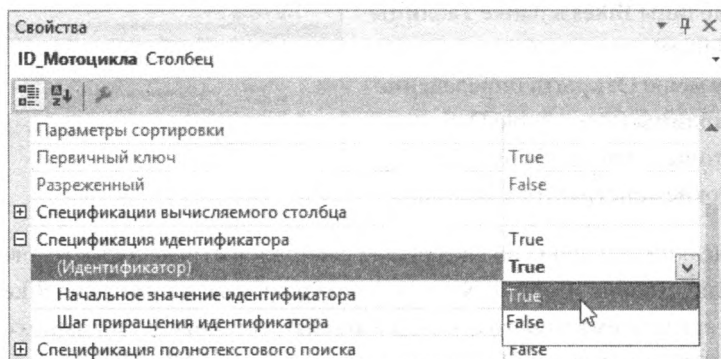 Свойства
ID_Мотоцикла Столбец
Параметры сортировки
Первичный ключ True
Разреженный False
Спецификации вычисляемого столбца
Спецификация идентификатора True
(Идентификатор) True
Начальное значение идентификатора True
Шаг приращения идентификатора False
Спецификация полнотекстового поиска False